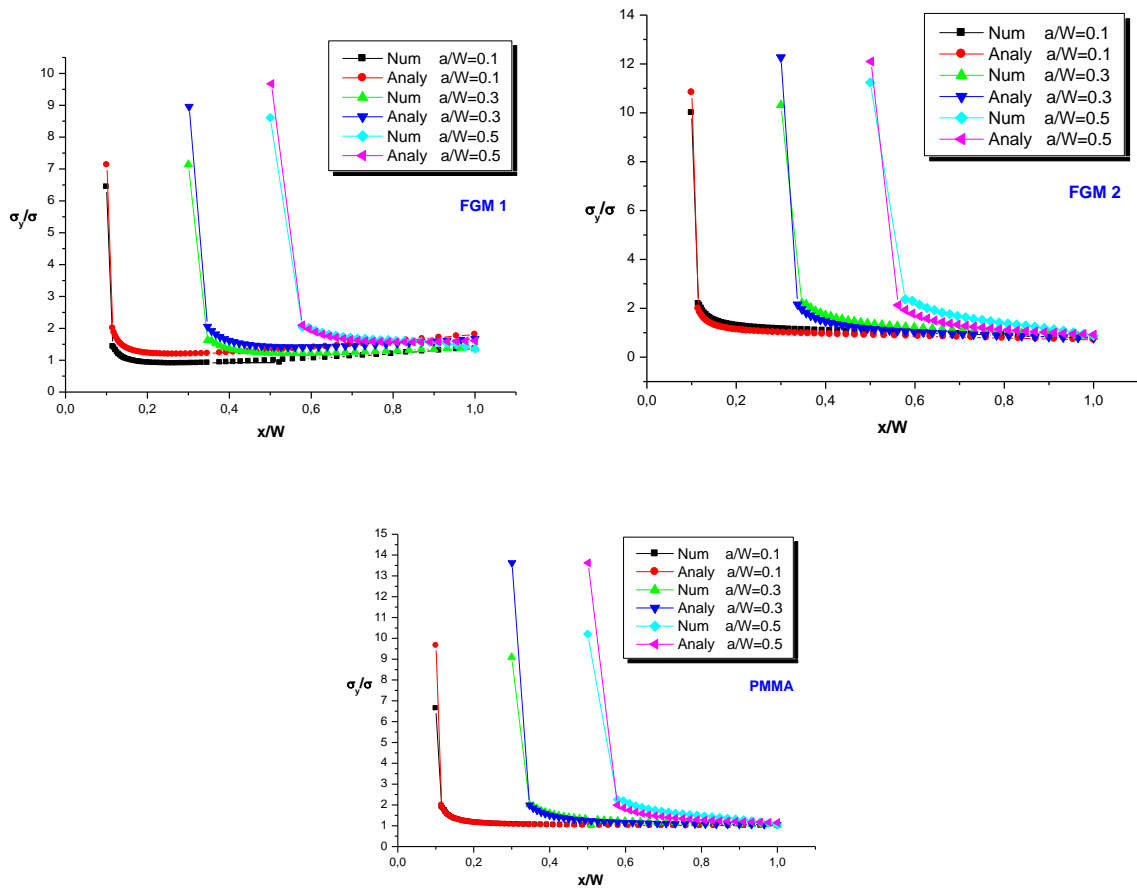 10
9
8
7
6
5
4
3
2
1
0
σy/σ
Num a/W=0.1
Analy a/W=0.1
Num a/W=0.3
Analy a/W=0.3
Num a/W=0.5
Analy a/W=0.5
FGM 1
0,0 0,2 0,4 0,6 0,8 1,0
x/W
14
12
10
8
6
4
2
0
σy/σ
Num a/W=0.1
Analy a/W=0.1
Num a/W=0.3
Analy a/W=0.3
Num a/W=0.5
Analy a/W=0.5
FGM 2
0,0 0,2 0,4 0,6 0,8 1,0
x/W
15
14
13
12
11
10
9
8
7
6
5
4
3
2
1
0
σy/σ
Num a/W=0.1
Analy a/W=0.1
Num a/W=0.3
Analy a/W=0.3
Num a/W=0.5
Analy a/W=0.5
PMMA
0,0 0,2 0,4 0,6 0,8 1,0
x/W